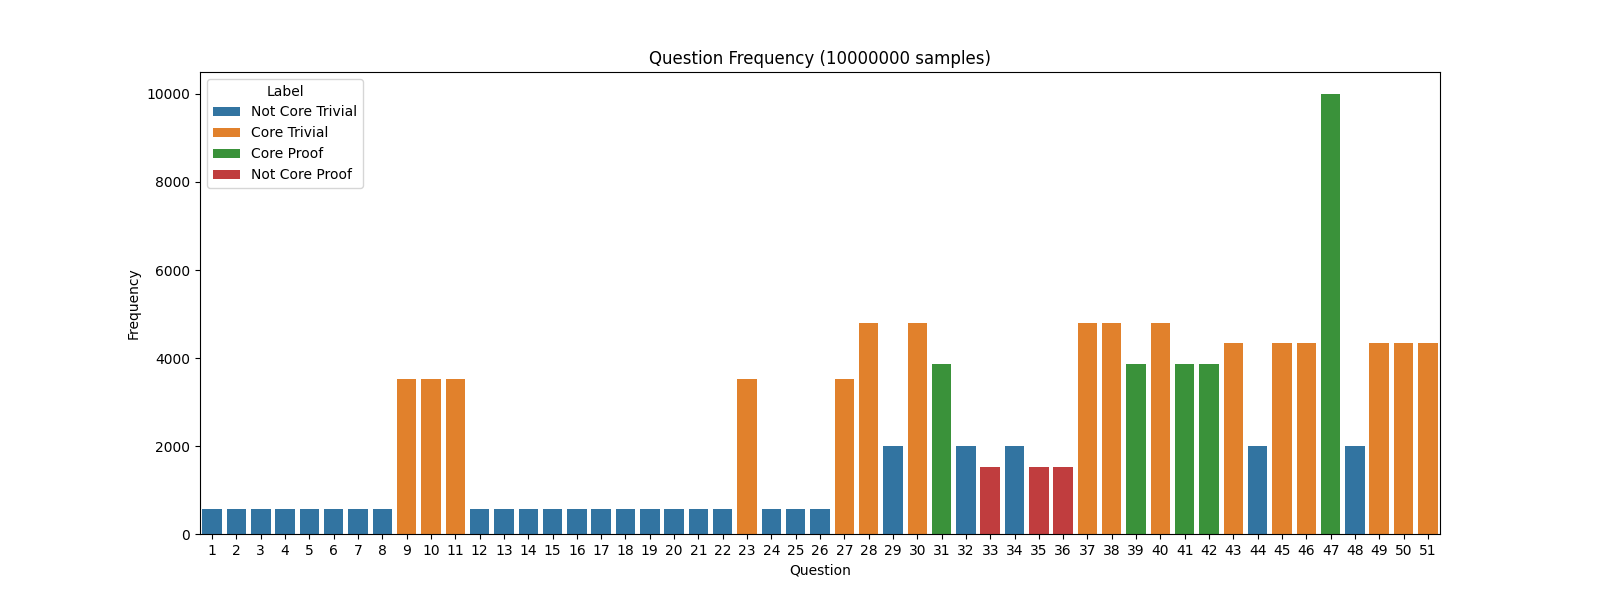 Question Frequency (10000000 samples)
Label
Not Core Trivial
Core Trivial
Core Proof
Not Core Proof
10000
8000
6000
4000
2000
0
Frequency
1 2 3 4 5 6 7 8 9 10 11 12 13 14 15 16 17 18 19 20 21 22 23 24 25 26 27 28 29 30 31 32 33 34 35 36 37 38 39 40 41 42 43 44 45 46 47 48 49 50 51
Question